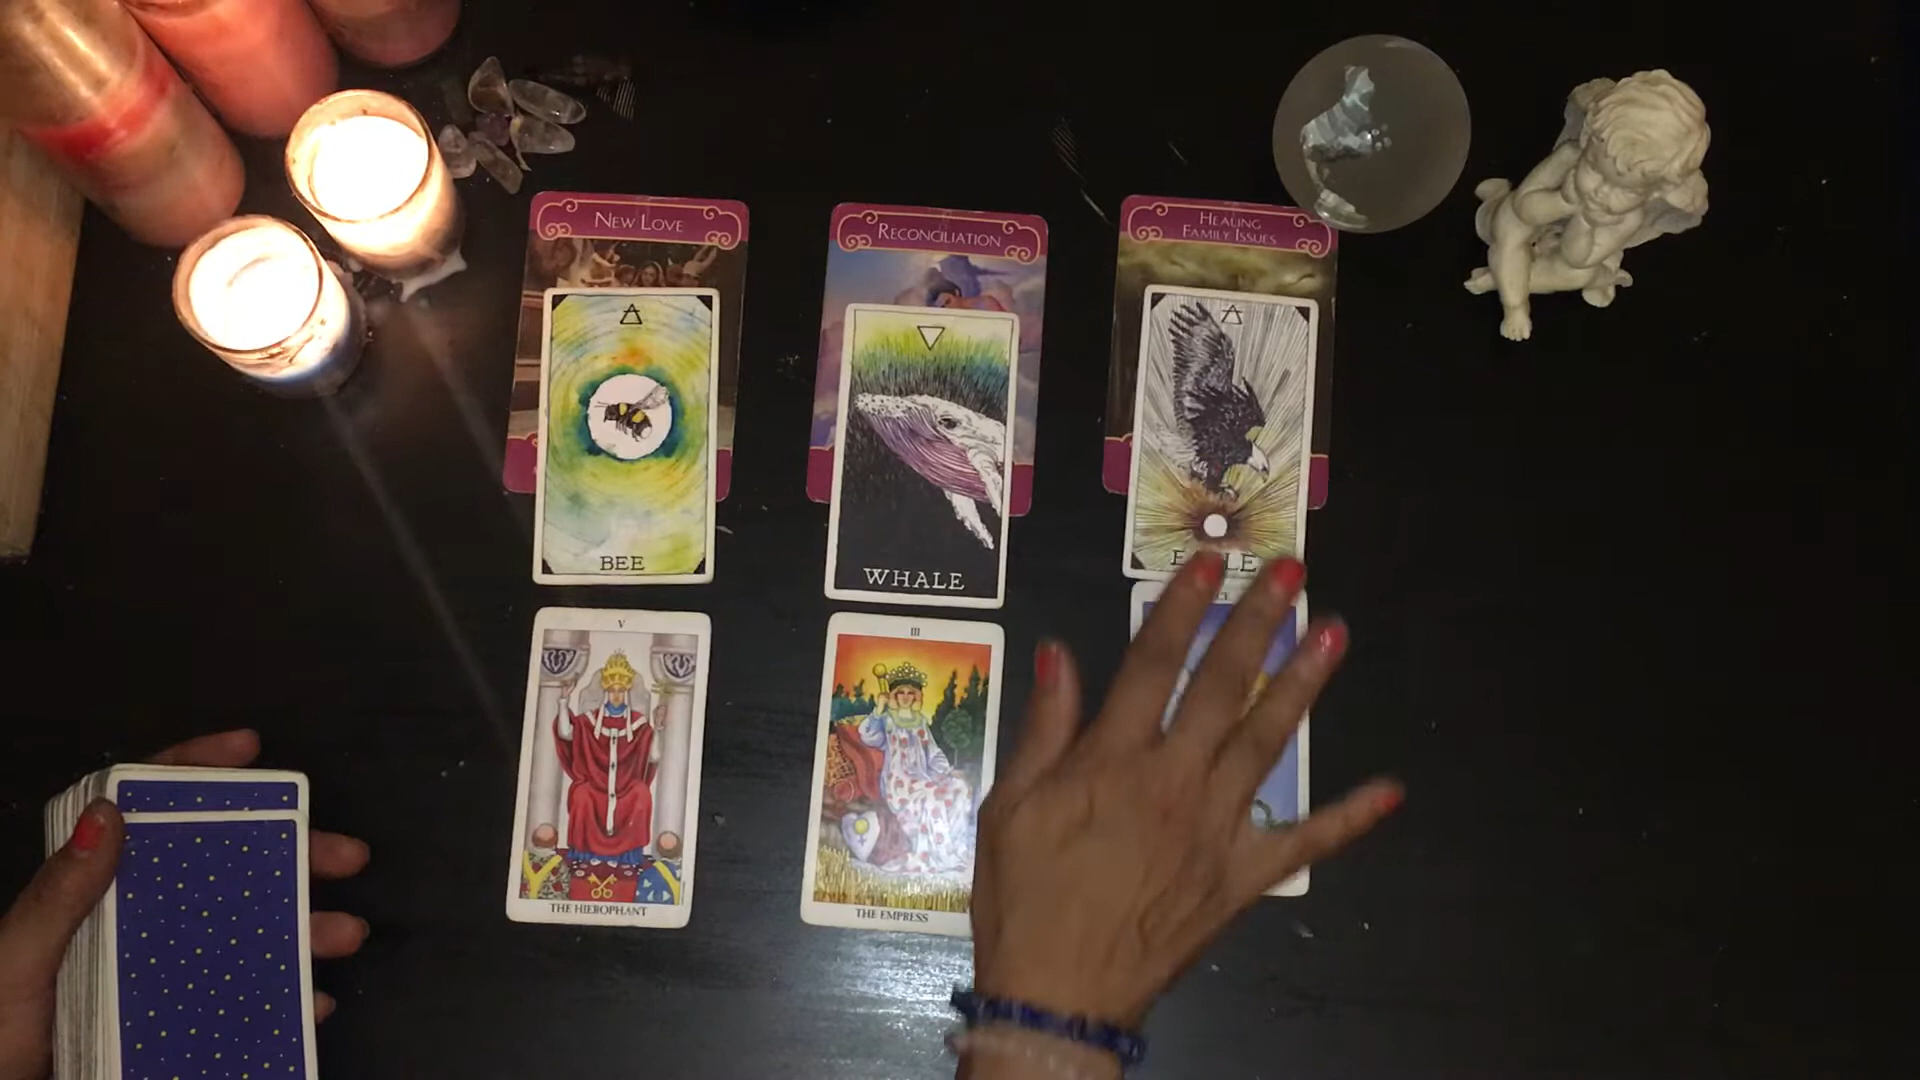 NEW LOVE
RECONCILIATION
HEALING
FAMILY ISSUES
BEE
WHALE
V
III
THE HIEROPHANT
THE EMPRESS